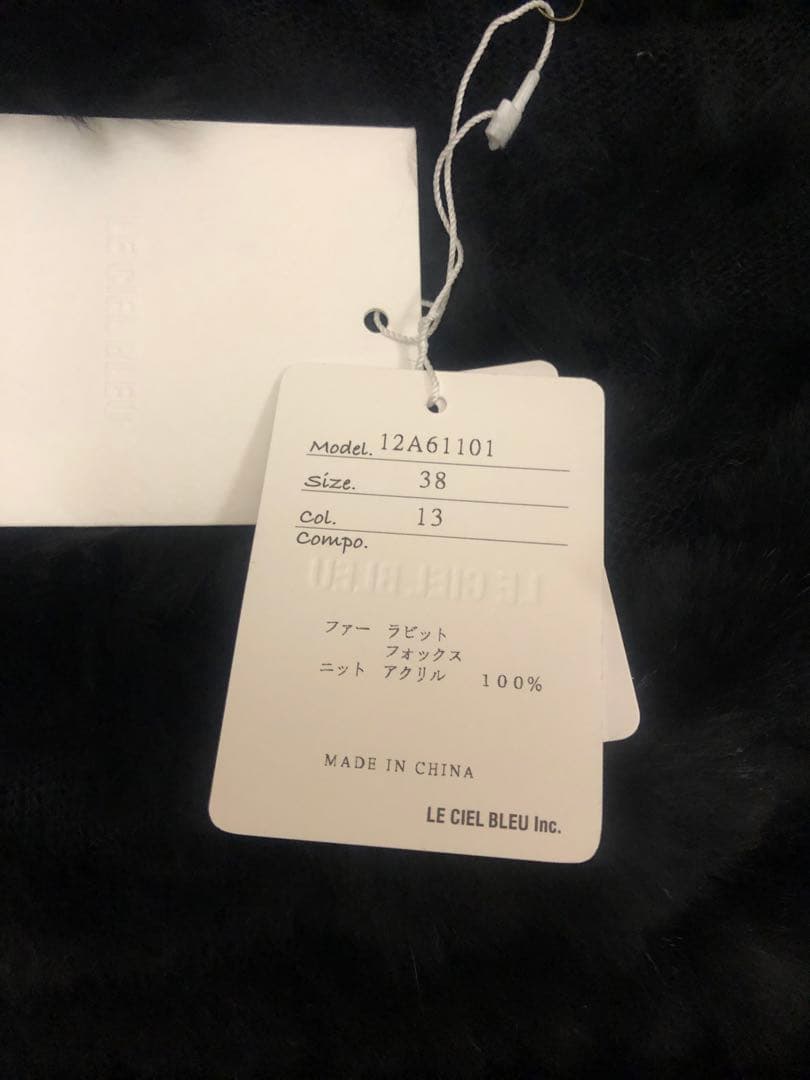 LE CIEL BLEU
Model. 12A61101
Size. 38
Col. 13
Compo.
LE CIEL BLEU
ファー ラビット
フォックス
ニット アクリル 100%
MADE IN CHINA
LE CIEL BLEU Inc.